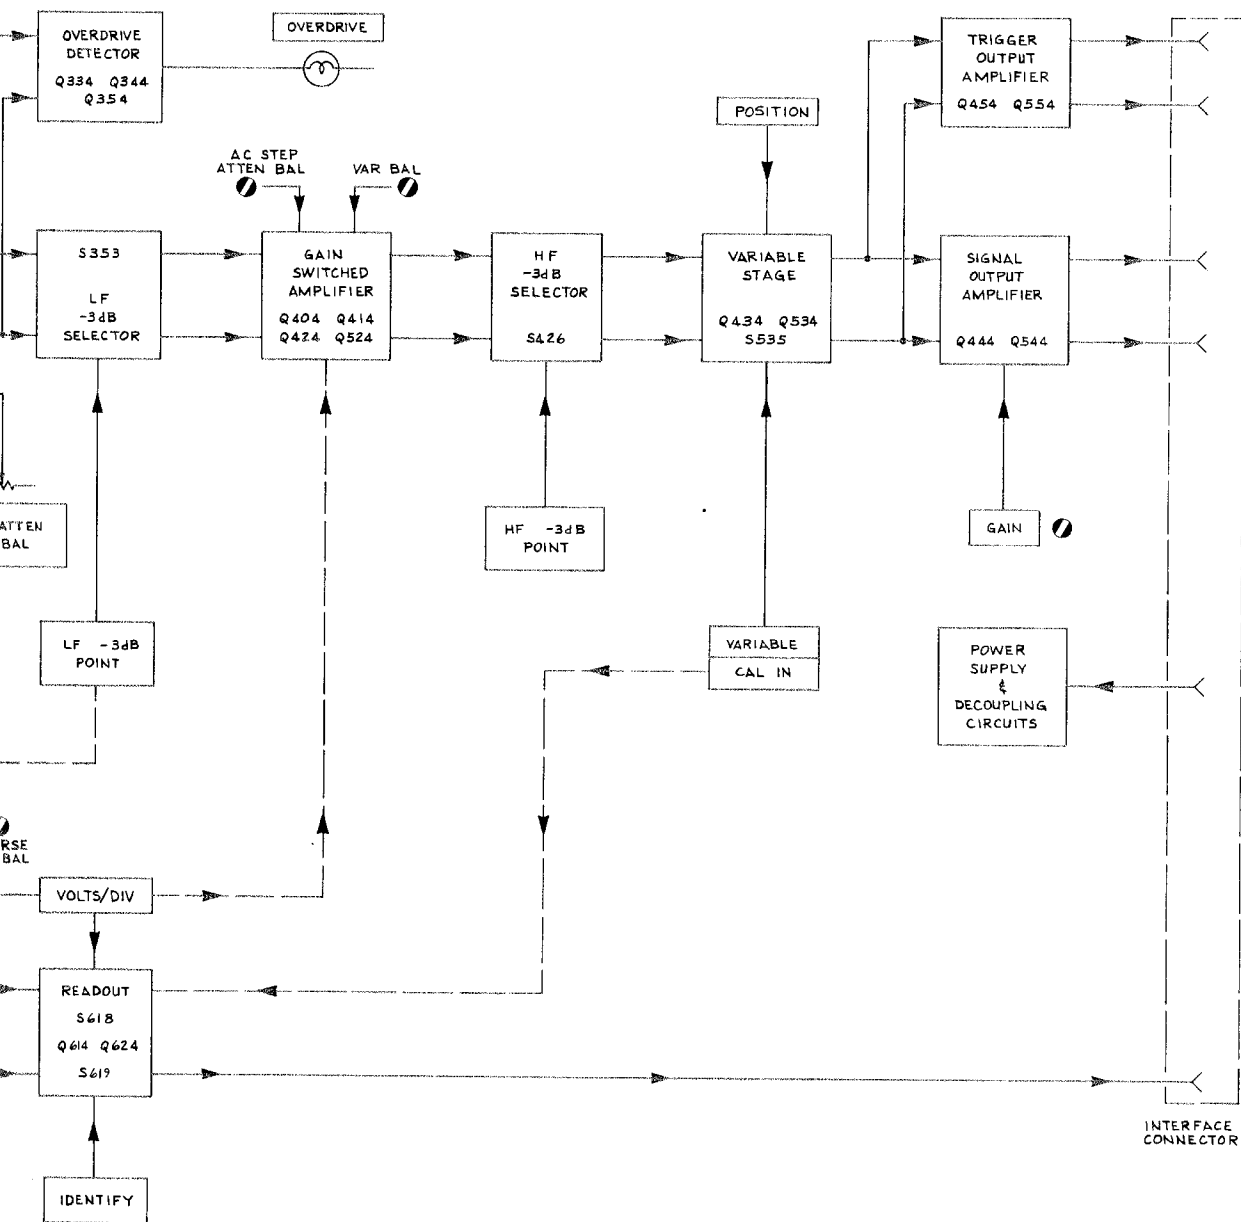 OVERDRIVE
DETECTOR
Q334 Q344
Q354
OVERDRIVE
TRIGGER
OUTPUT
AMPLIFIER
Q454 Q554
POSITION
AC STEP
ATTEN BAL
VAR BAL
S353
LF
-3dB
SELECTOR
GAIN
SWITCHED
AMPLIFIER
Q404 Q414
Q424 Q524
HF
-3dB
SELECTOR
S426
VARIABLE
STAGE
Q434 Q534
S535
SIGNAL
OUTPUT
AMPLIFIER
Q444 Q544
ATTEN
BAL
HF -3dB
POINT
GAIN
LF -3dB
POINT
VARIABLE
CAL IN
POWER
SUPPLY
&
DECOUPLING
CIRCUITS
RSE
BAL
VOLTS/DIV
READOUT
S618
Q614 Q624
S619
INTERFACE
CONNECTOR
IDENTIFY